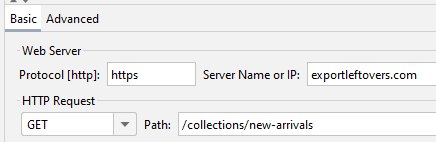 Basic Advanced
Web Server
Protocol [http]: https Server Name or IP: exportleftovers.com
HTTP Request
GET Path: /collections/new-arrivals